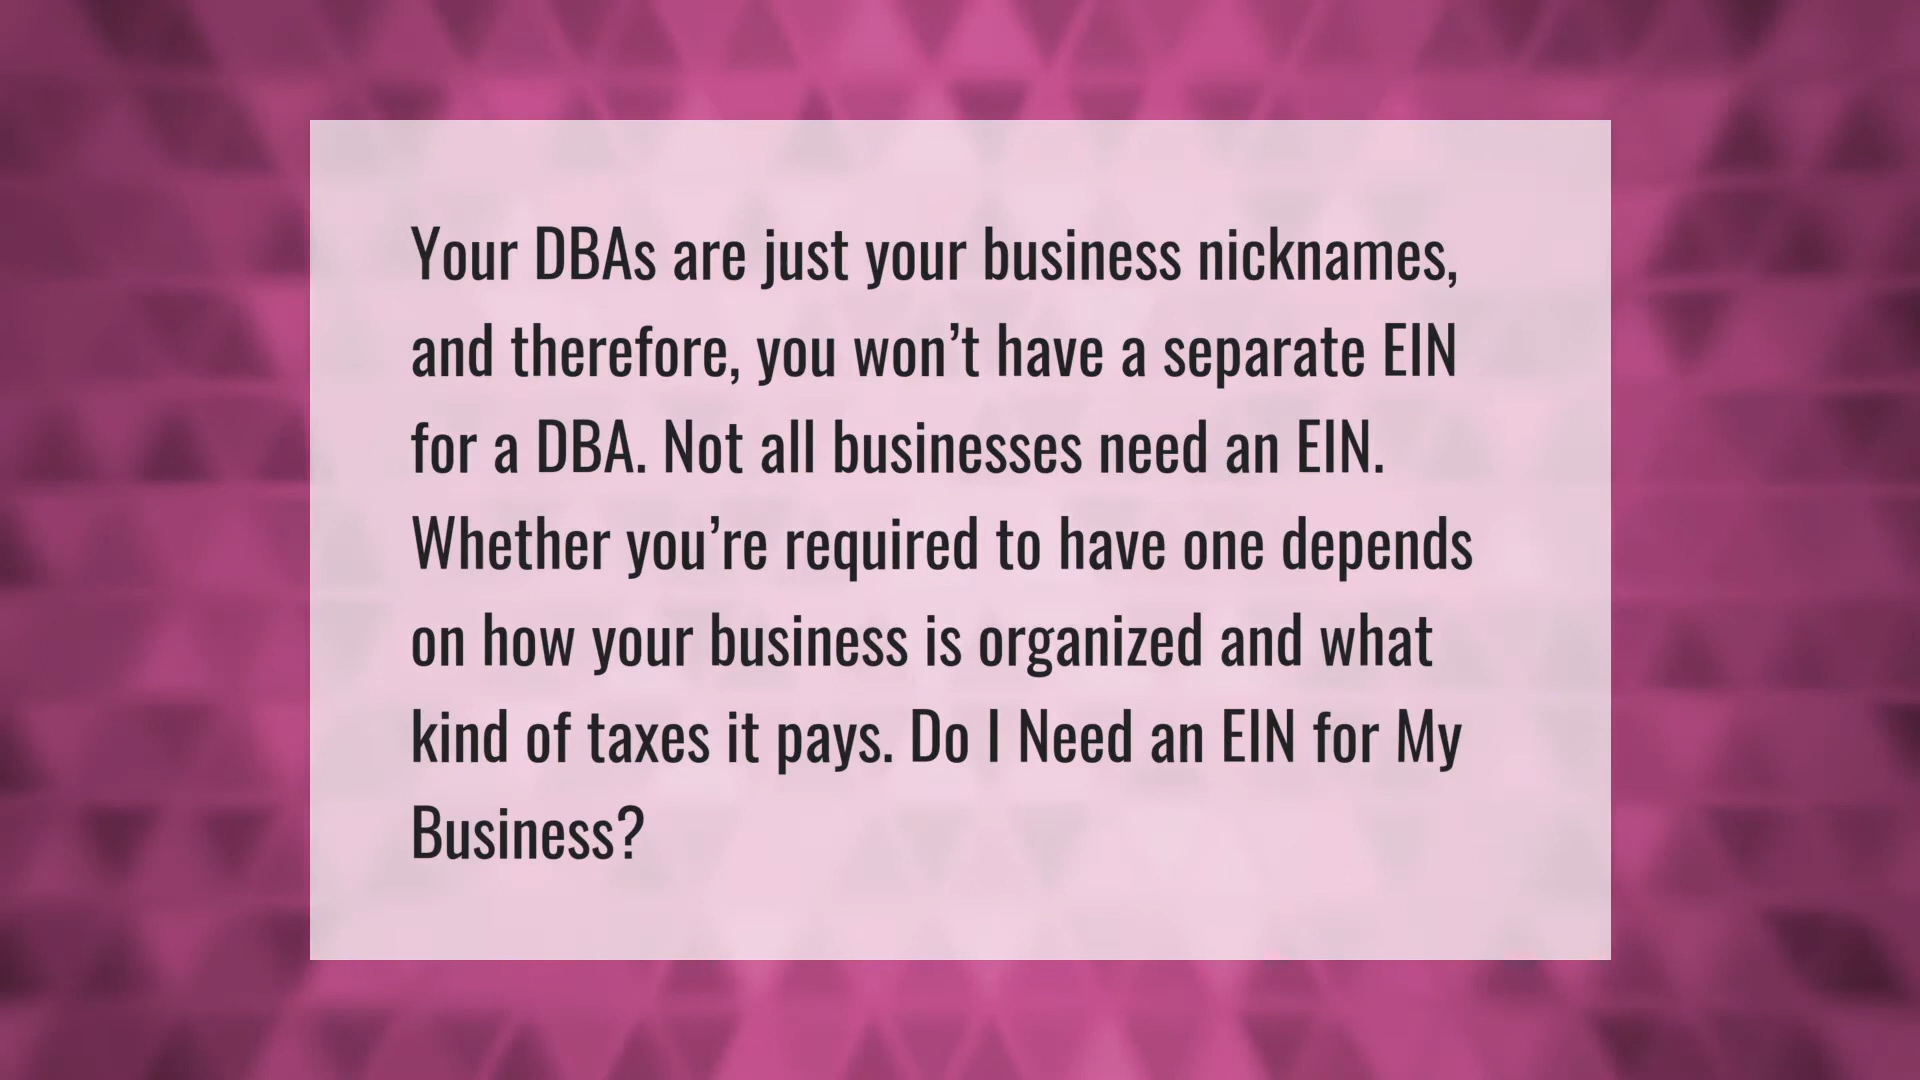 Your DBAs are just your business nicknames,
and therefore, you won’t have a separate EIN
for a DBA. Not all businesses need an EIN.
Whether you’re required to have one depends
on how your business is organized and what
kind of taxes it pays. Do I Need an EIN for My
Business?